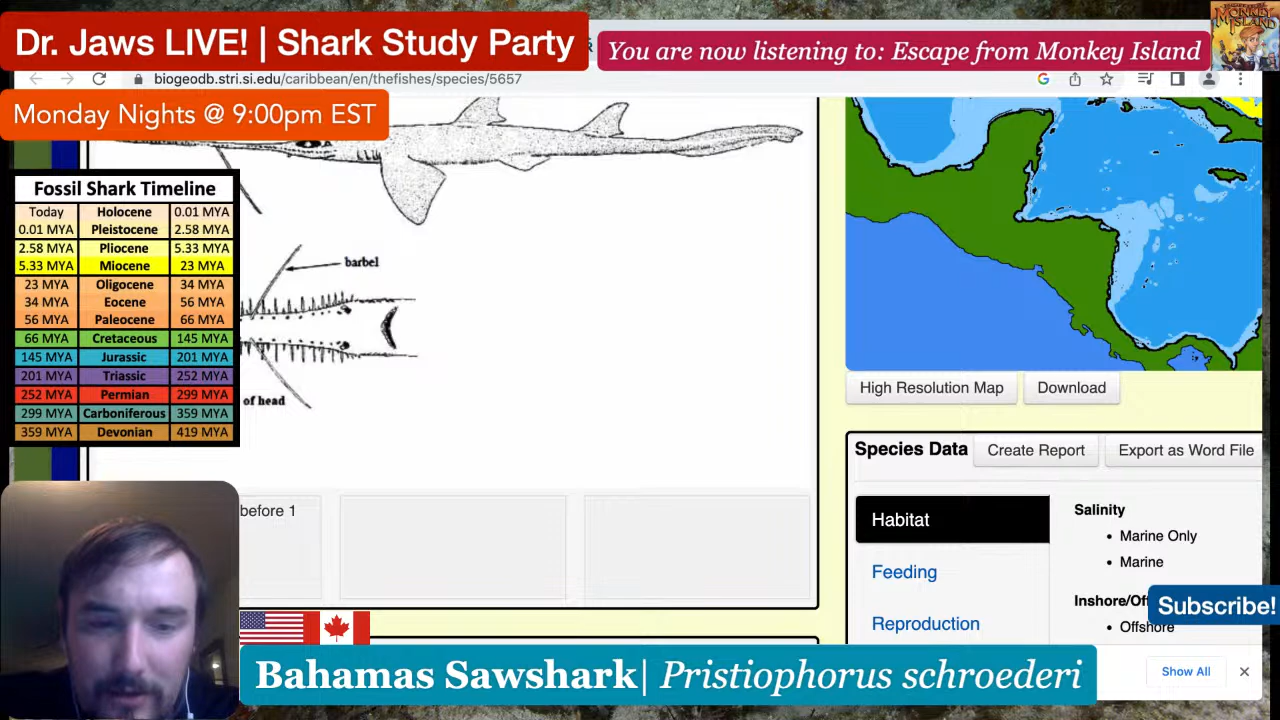 Dr. Jaws LIVE! | Shark Study Party
You are now listening to: Escape from Monkey Island
MONKEY
ISLAND
biogeodb.stri.si.edu/caribbean/en/thefishes/species/5657
Monday Nights @ 9:00pm EST
Fossil Shark Timeline
Today Holocene 0.01 MYA
0.01 MYA Pleistocene 2.58 MYA
2.58 MYA Pliocene 5.33 MYA
5.33 MYA Miocene 23 MYA
23 MYA Oligocene 34 MYA
34 MYA Eocene 56 MYA
56 MYA Paleocene 66 MYA
66 MYA Cretaceous 145 MYA
145 MYA Jurassic 201 MYA
201 MYA Triassic 252 MYA
252 MYA Permian 299 MYA
299 MYA Carboniferous 359 MYA
359 MYA Devonian 419 MYA
barbel
of head
before 1
High Resolution Map
Download
Species Data
Create Report
Export as Word File
Habitat
Feeding
Reproduction
Salinity
• Marine Only
• Marine
Inshore/Of
• Offshore
Subscribe!
Show All
Bahamas Sawshark| Pristiophorus schroederi